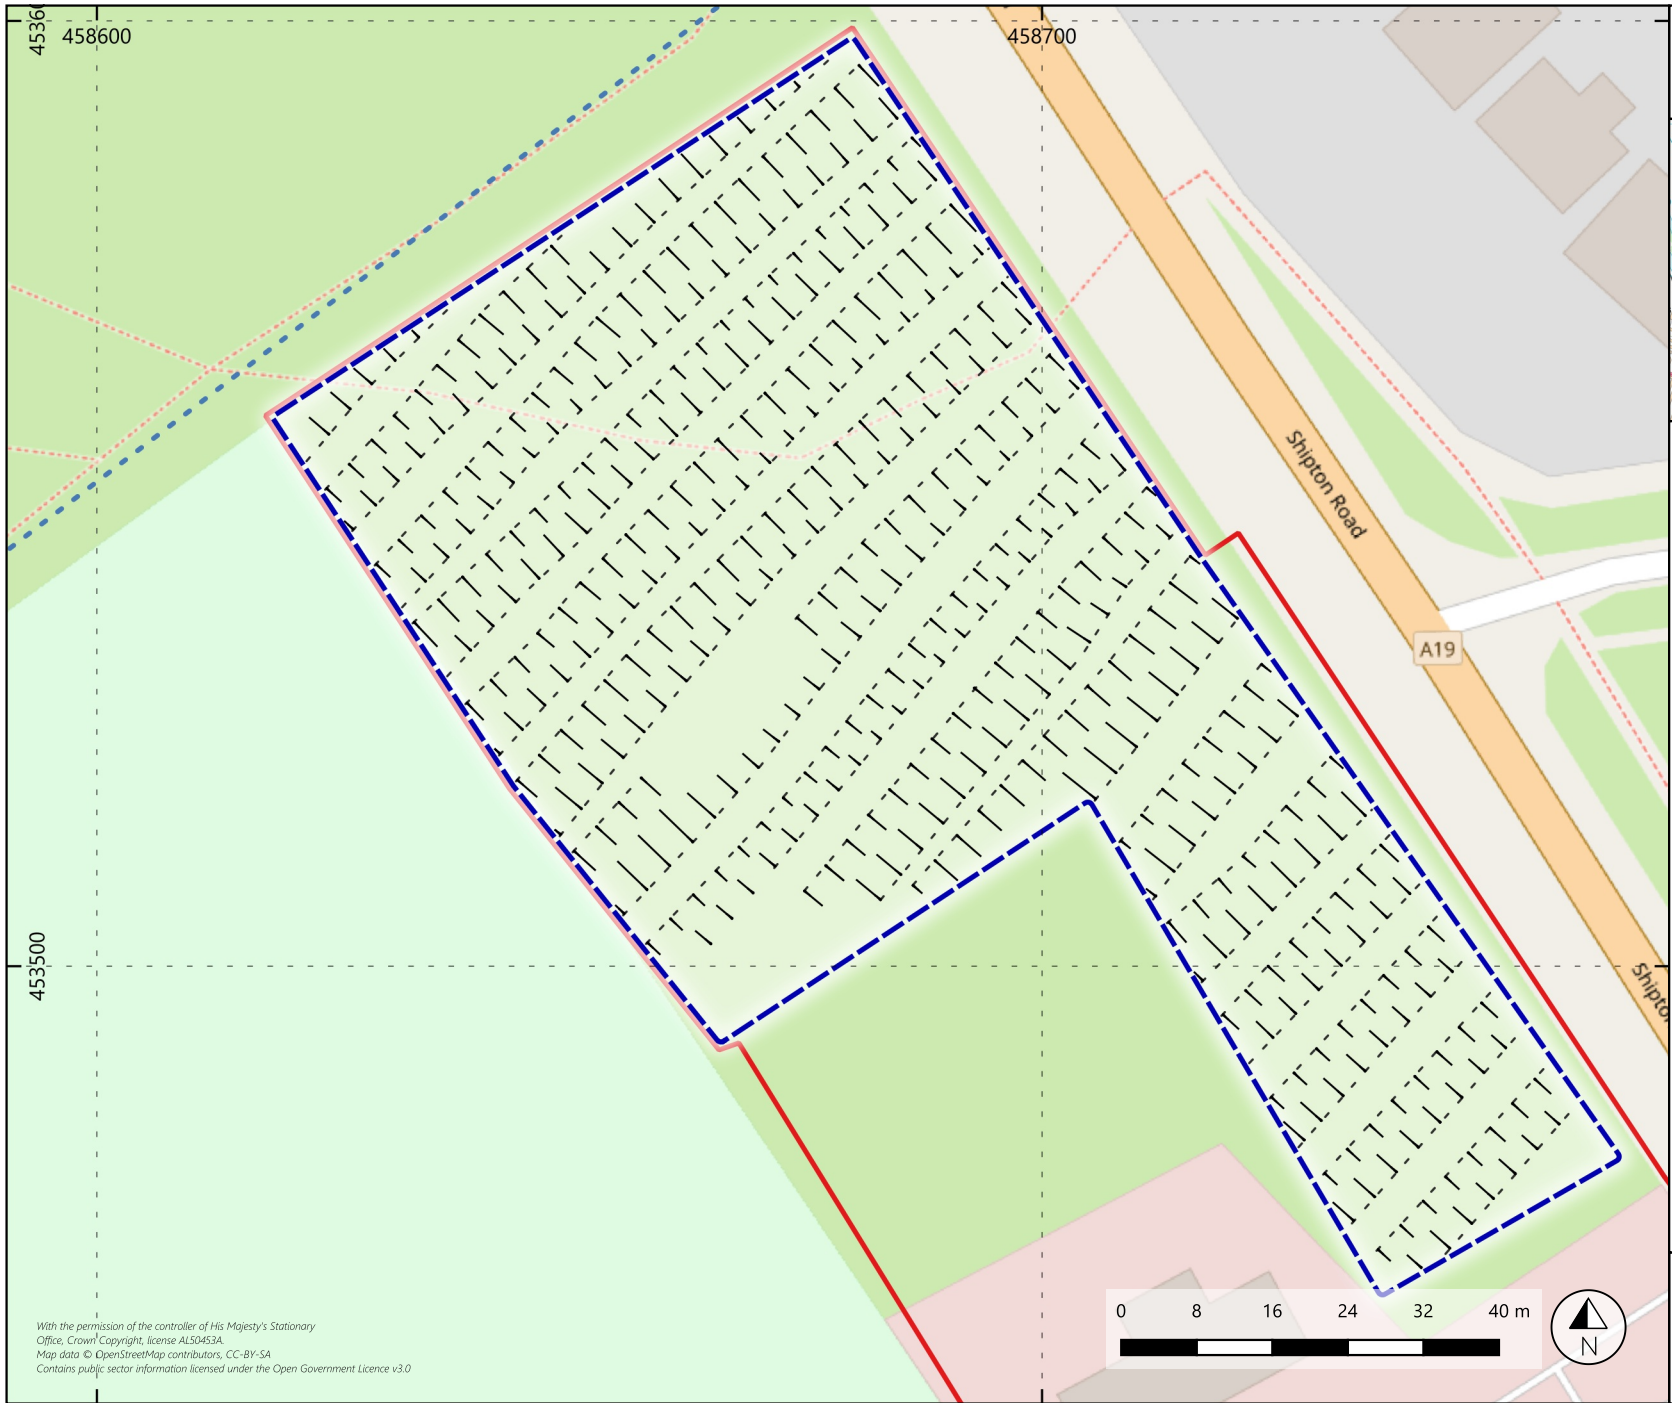 458600
458700
45360
Shipton Road
A19
453500
Shipto
0 8 16 24 32 40 m
N
With the permission of the controller of His Majesty's Stationary
Office, Crown Copyright, license AL50453A.
Map data © OpenStreetMap contributors, CC-BY-SA
Contains public sector information licensed under the Open Government Licence v3.0